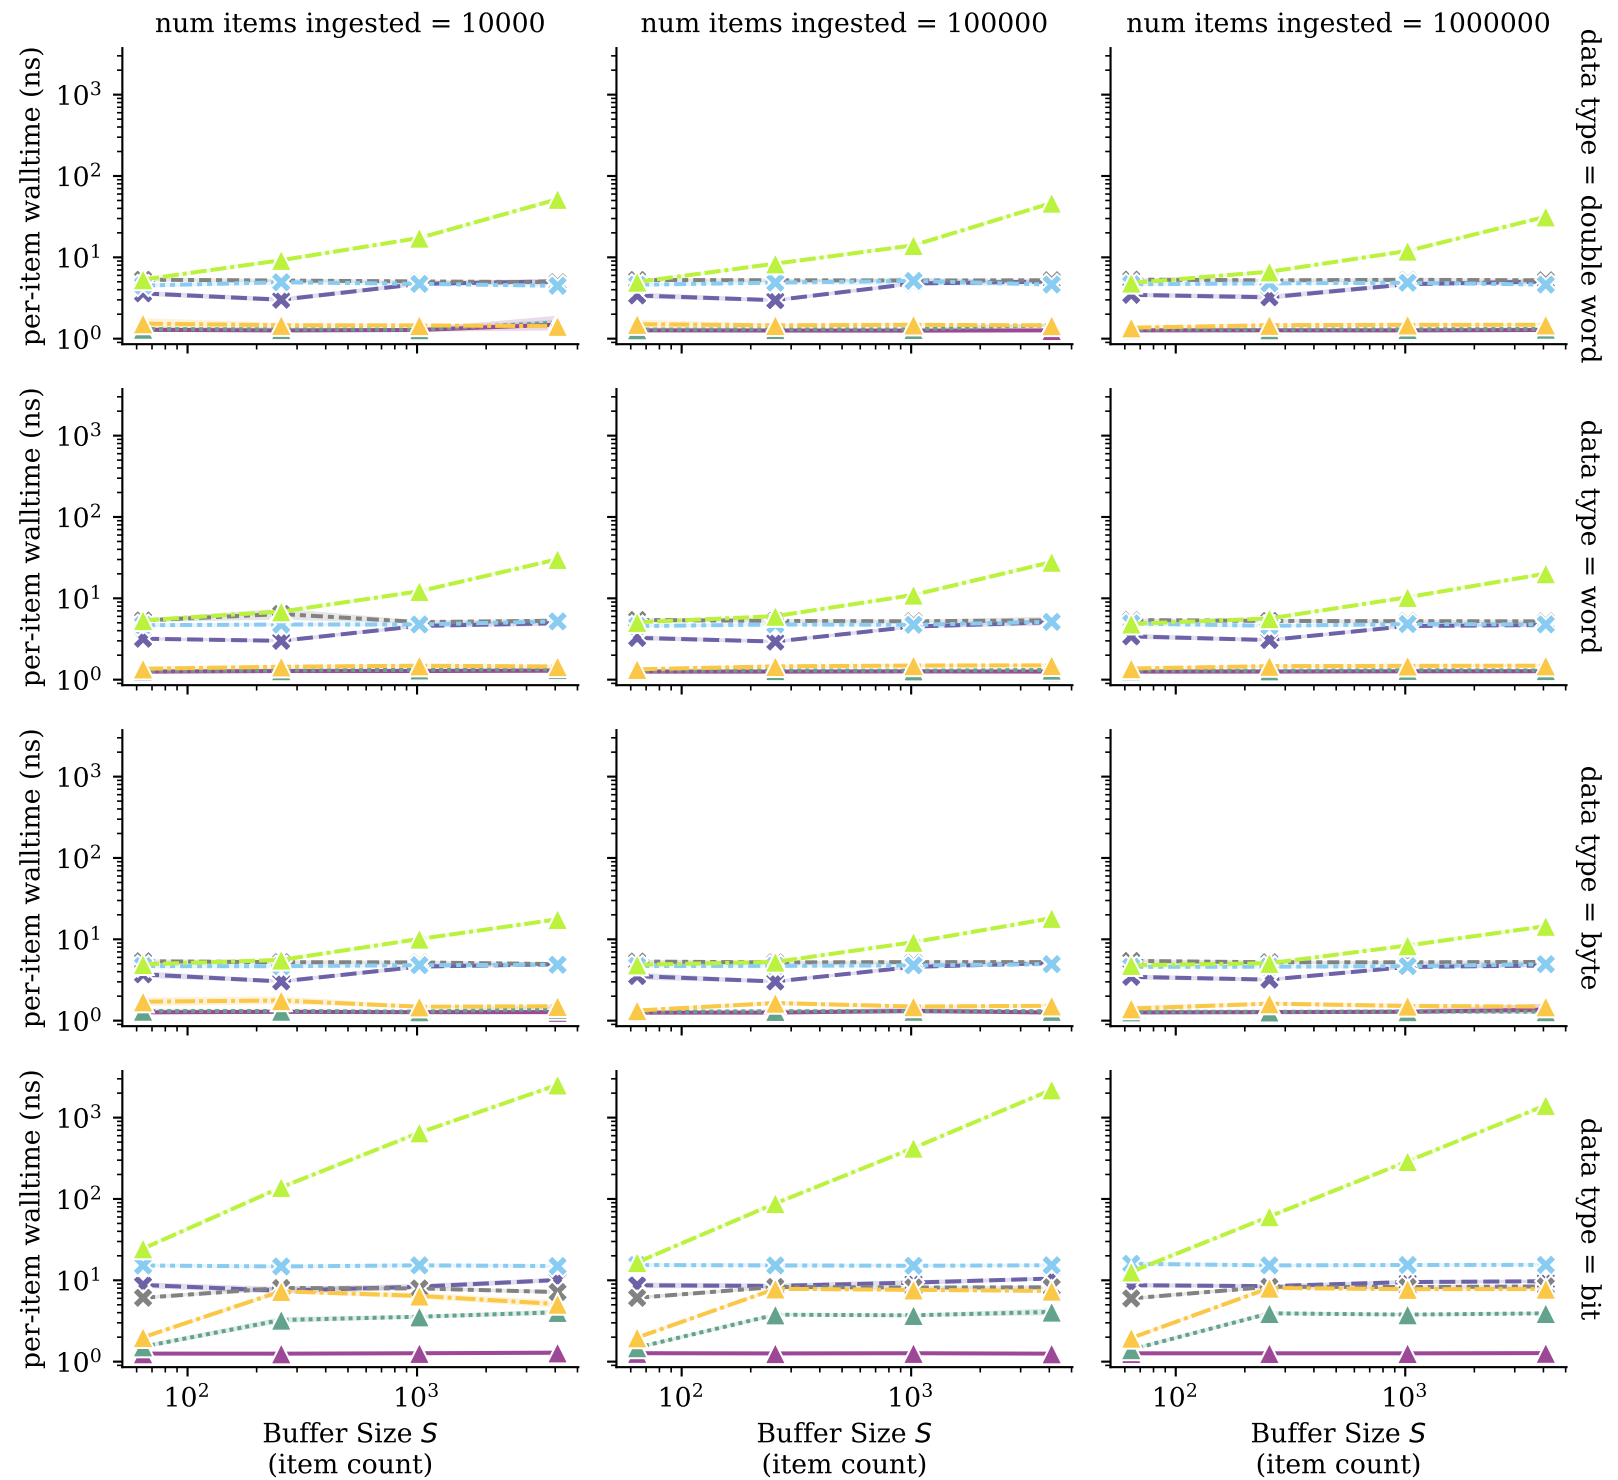 num items ingested = 10000
num items ingested = 100000
num items ingested = 1000000
per-item walltime (ns)
10³
10²
10¹
10⁰
data type = double word
per-item walltime (ns)
10³
10²
10¹
10⁰
data type = word
per-item walltime (ns)
10³
10²
10¹
10⁰
data type = byte
per-item walltime (ns)
10³
10²
10¹
10⁰
data type = bit
10² 10³
10² 10³
10² 10³
Buffer Size S
(item count)
Buffer Size S
(item count)
Buffer Size S
(item count)